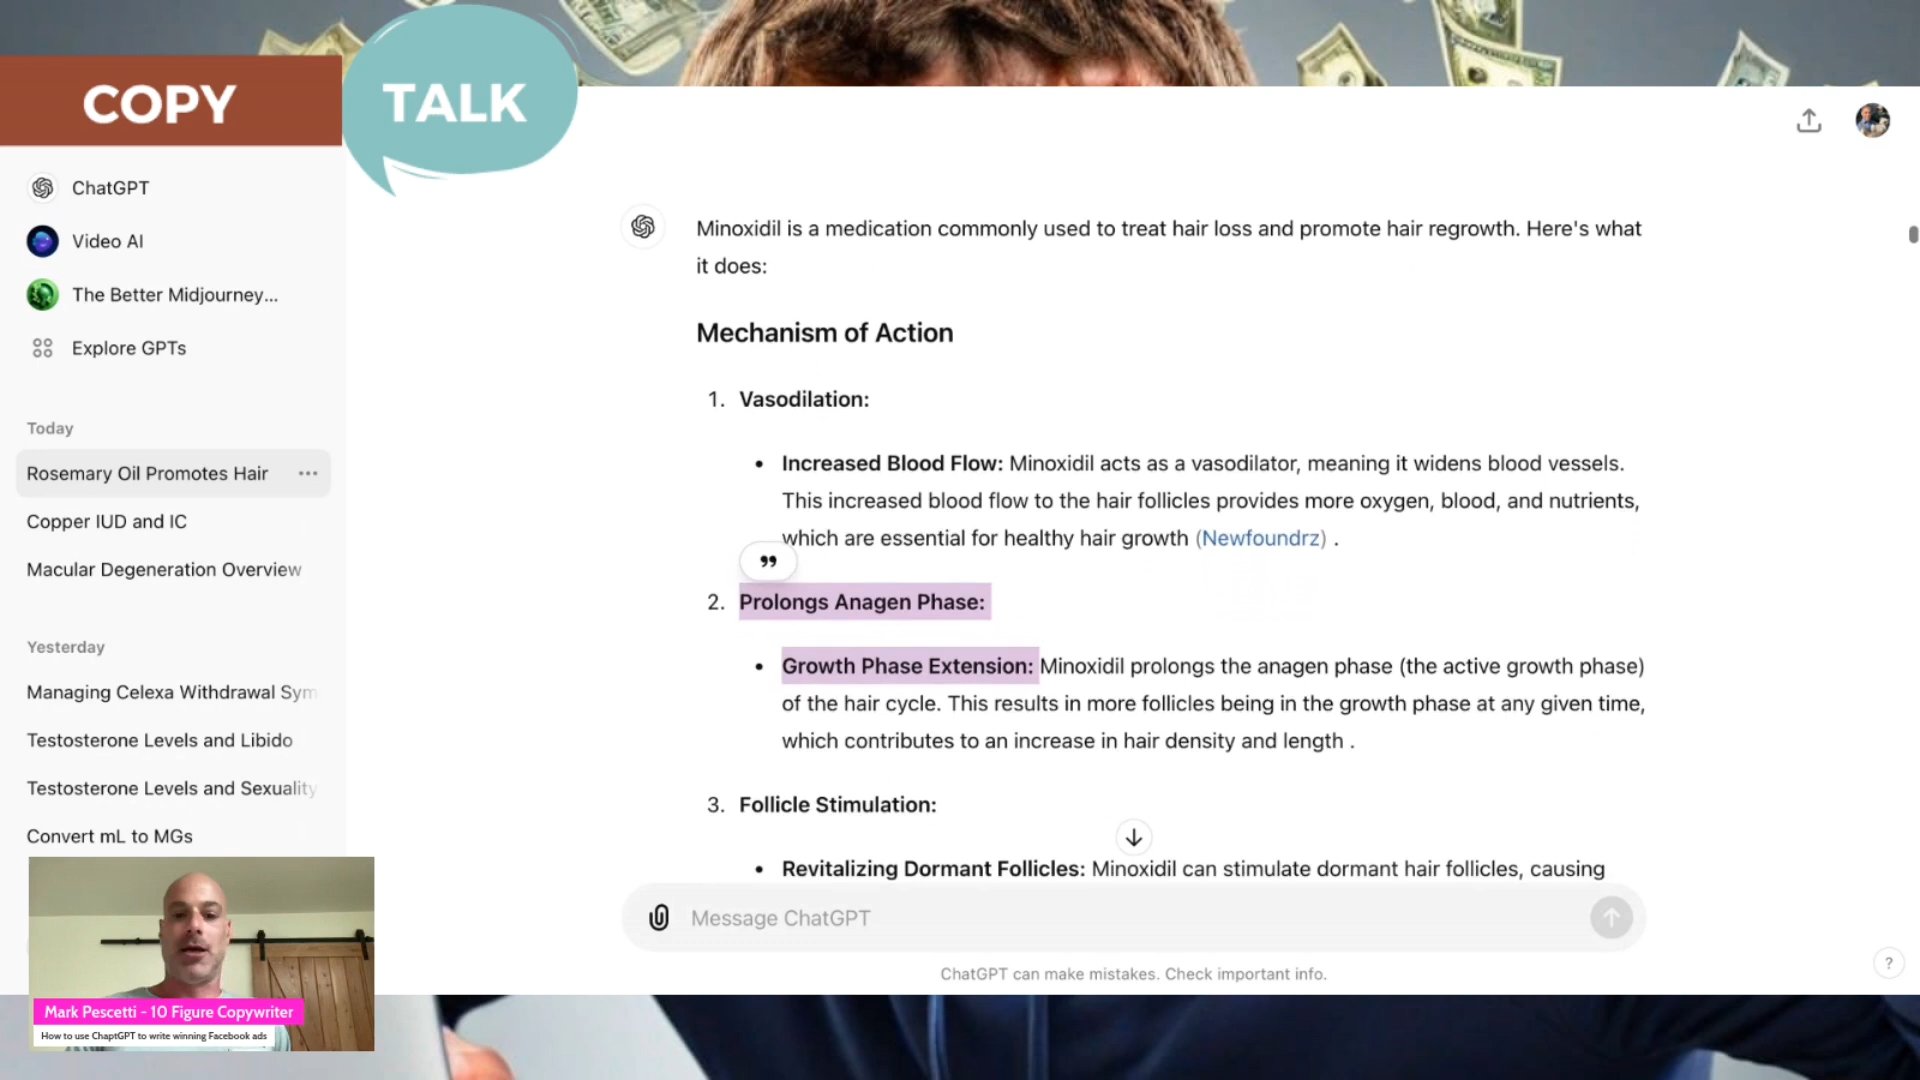 COPY
TALK
ChatGPT
Video AI
The Better Midjourney...
Explore GPTs
Today
Rosemary Oil Promotes Hair
Copper IUD and IC
Macular Degeneration Overview
Yesterday
Managing Celexa Withdrawal Sym
Testosterone Levels and Libido
Testosterone Levels and Sexuality
Convert mL to MGs
Minoxidil is a medication commonly used to treat hair loss and promote hair regrowth. Here's what
it does:
Mechanism of Action
1. Vasodilation:
• Increased Blood Flow: Minoxidil acts as a vasodilator, meaning it widens blood vessels.
This increased blood flow to the hair follicles provides more oxygen, blood, and nutrients,
which are essential for healthy hair growth (Newfoundrz) .
2. Prolongs Anagen Phase:
• Growth Phase Extension: Minoxidil prolongs the anagen phase (the active growth phase)
of the hair cycle. This results in more follicles being in the growth phase at any given time,
which contributes to an increase in hair density and length .
3. Follicle Stimulation:
• Revitalizing Dormant Follicles: Minoxidil can stimulate dormant hair follicles, causing
Message ChatGPT
ChatGPT can make mistakes. Check important info.
?
Mark Pescetti - 10 Figure Copywriter
How to use ChaptGPT to write winning Facebook ads